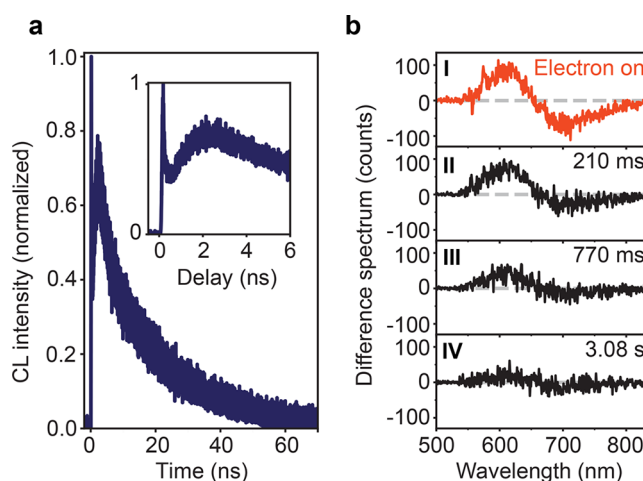 a
CL intensity (normalized)
1.0
0.8
0.6
0.4
0.2
0.0
0
20
40
60
Time (ns)
1
0
0
2
4
6
Delay (ns)
b
Difference spectrum (counts)
I
Electron on
100
0
-100
II
210 ms
100
0
-100
III
770 ms
100
0
-100
IV
3.08 s
100
0
-100
500
600
700
800
Wavelength (nm)